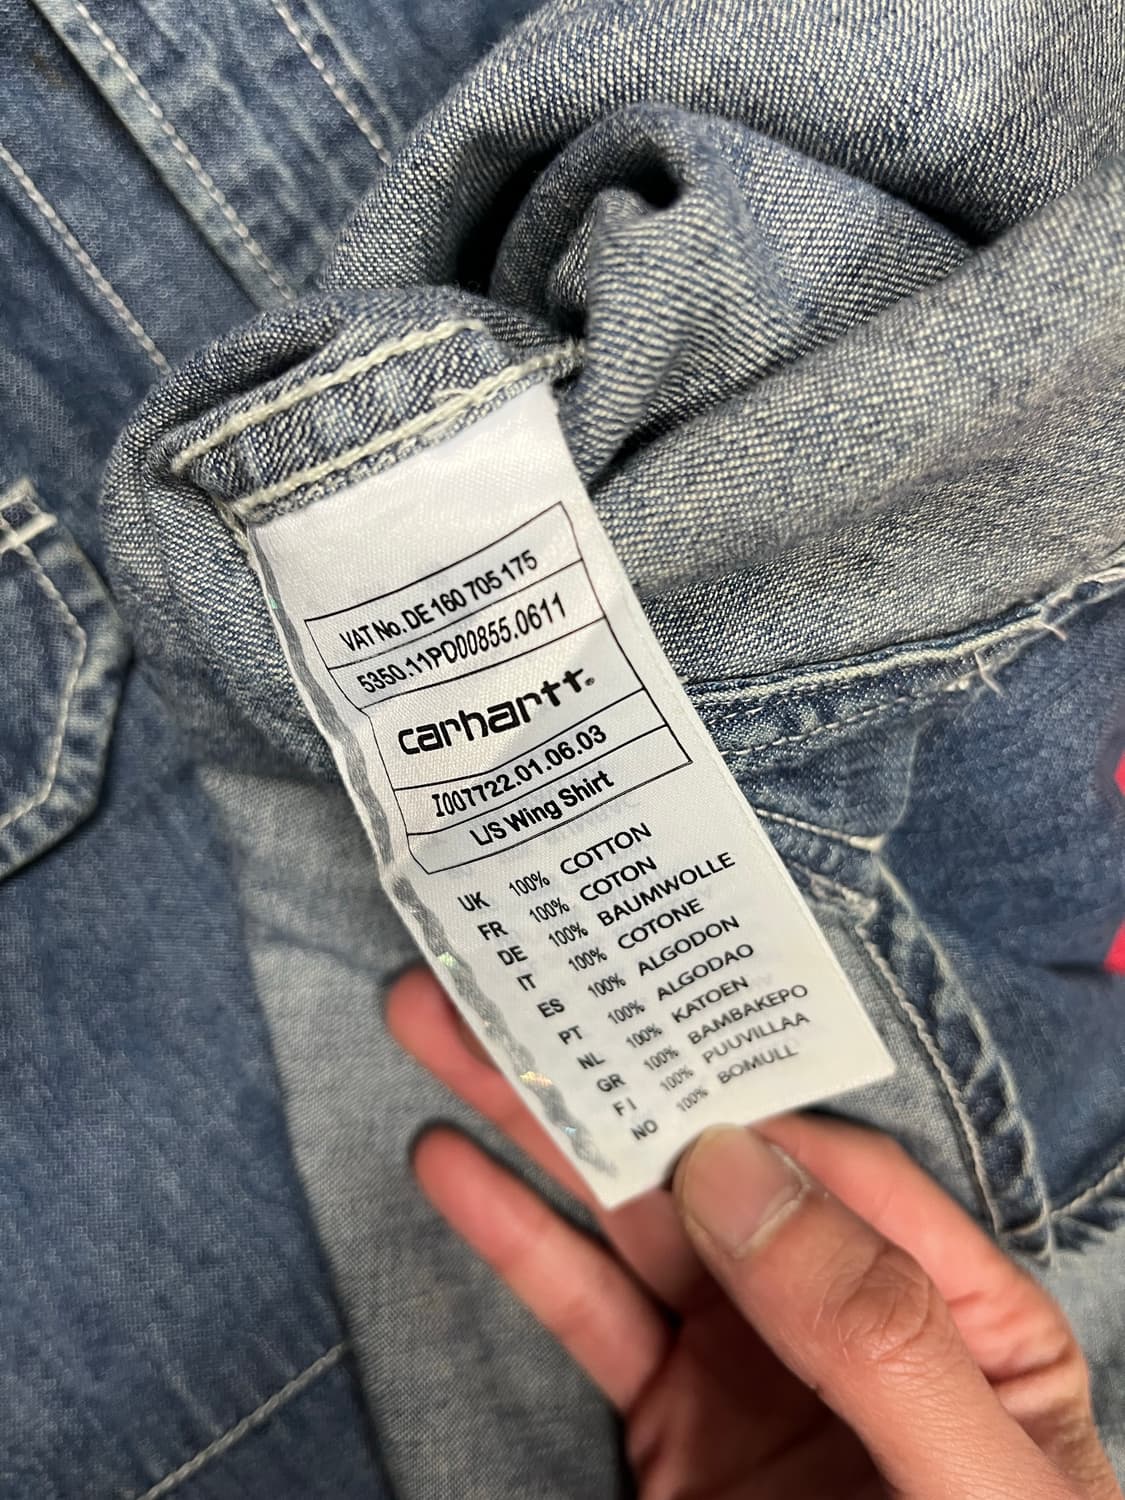 VAT No. DE 160 705 175
5350.11PD00855.0611
carhartt®
I007722.01.06.03
L/S Wing Shirt
UK 100% COTTON
FR 100% COTON
DE 100% BAUMWOLLE
IT 100% COTONE
ES 100% ALGODON
PT 100% ALGODAO
NL 100% KATOEN
GR 100% BAMBAKEPO
FI 100% PUUVILLAA
NO 100% BOMULL